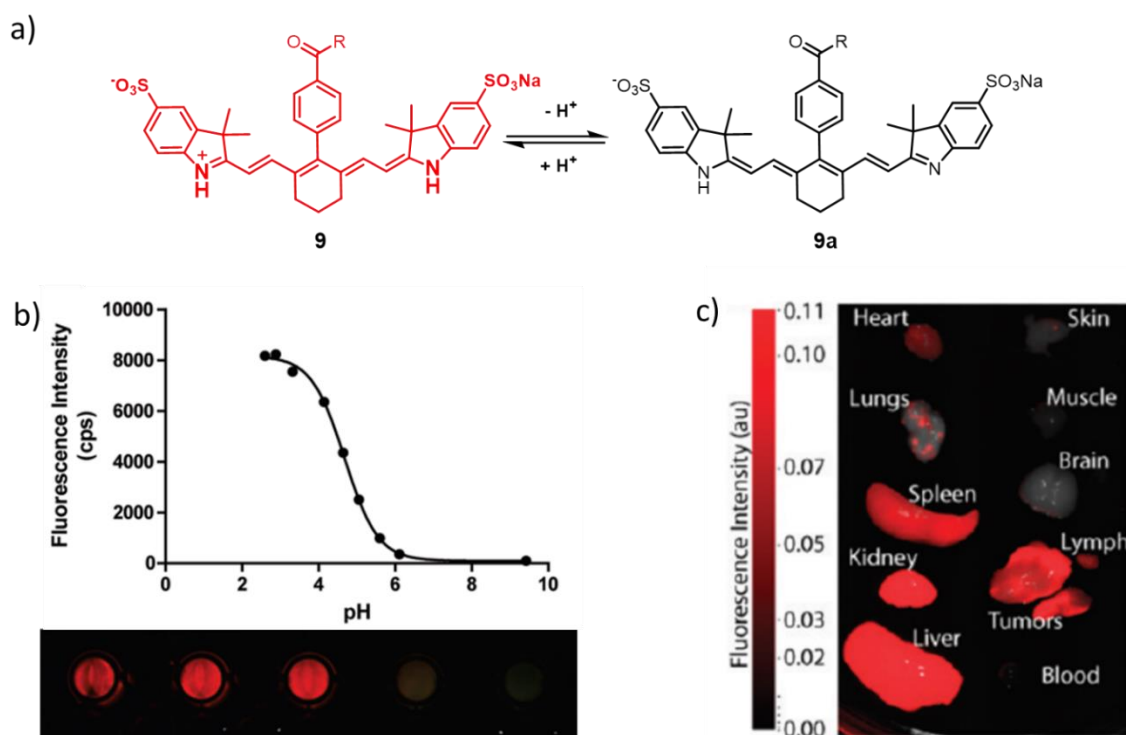 a)
O R
O R
⁻O₃S
SO₃Na
⁻O₃S
SO₃Na
- H⁺
+ H⁺
N⁺
H
N
H
N
H
N
9
9a
b)
Fluorescence Intensity
(cps)
10000
8000
6000
4000
2000
0
0 2 4 6 8 10
pH
c)
Fluorescence Intensity (au)
0.11
0.10
0.07
0.05
0.03
0.02
0.00
Heart
Skin
Lungs
Muscle
Brain
Spleen
Lymph
Kidney
Tumors
Liver
Blood